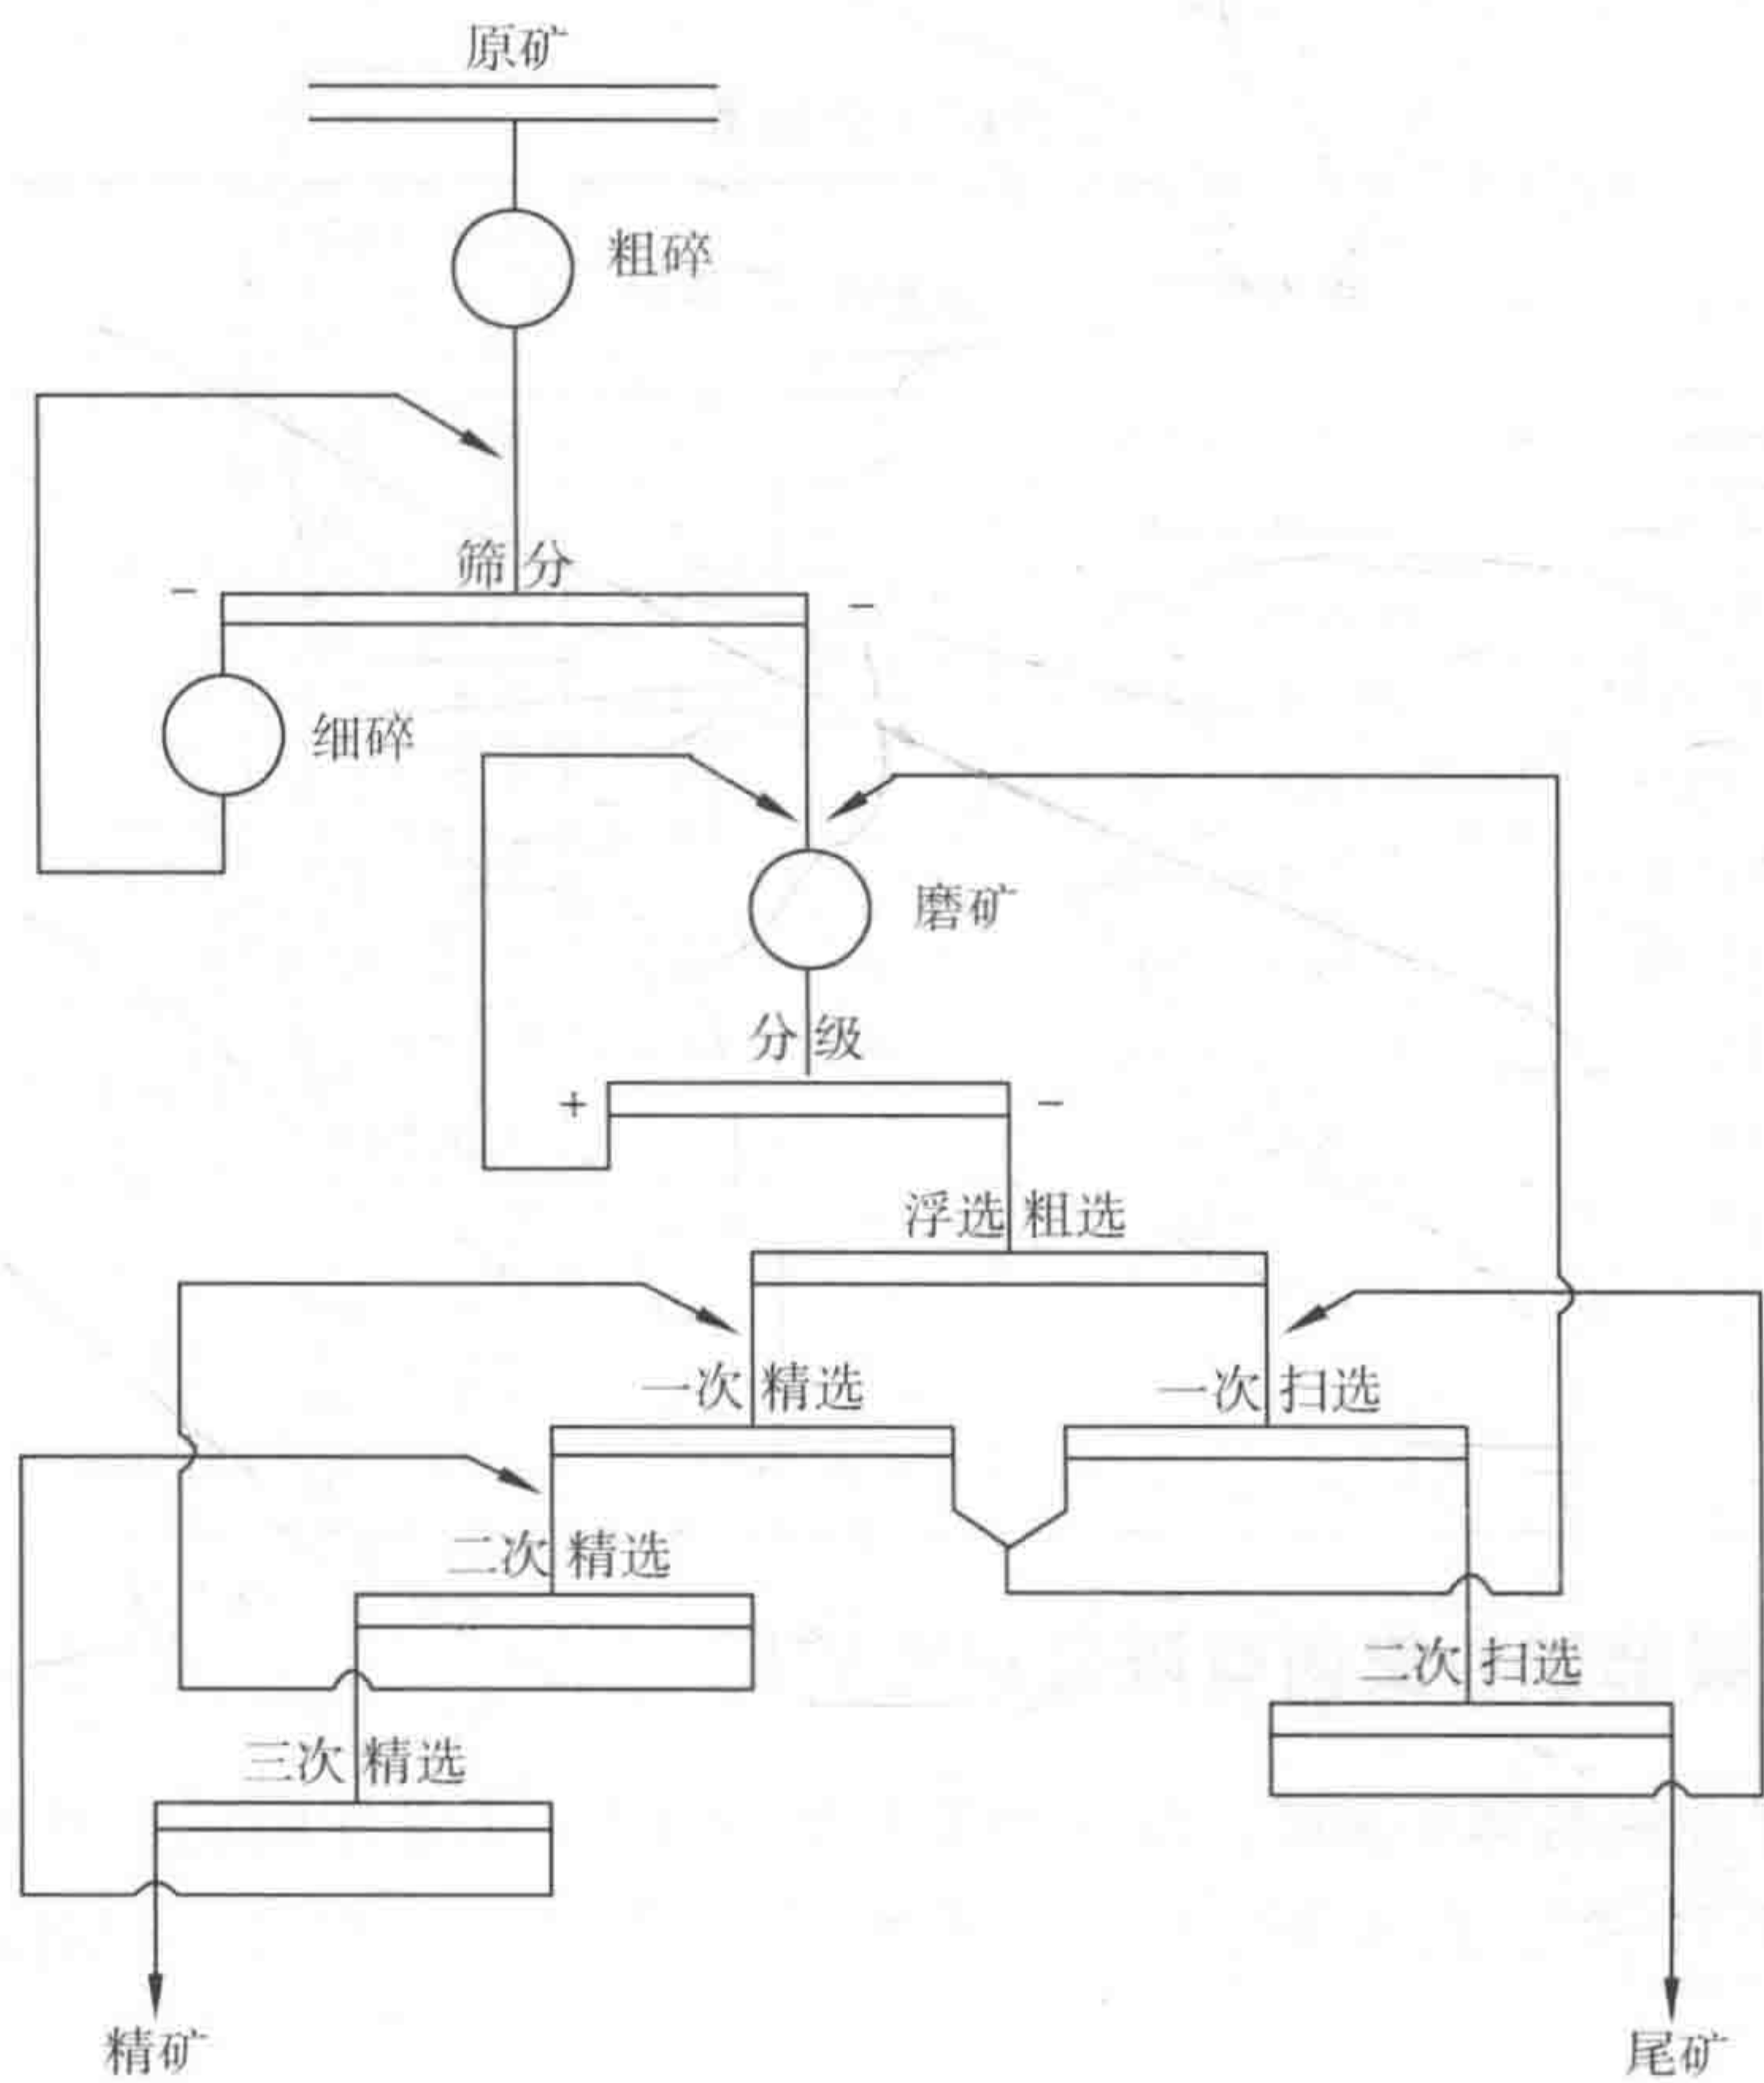 原矿
粗碎
筛分
－ －
细碎
磨矿
分级
＋ －
浮选粗选
一次精选 一次扫选
二次精选
二次扫选
三次精选
精矿 尾矿